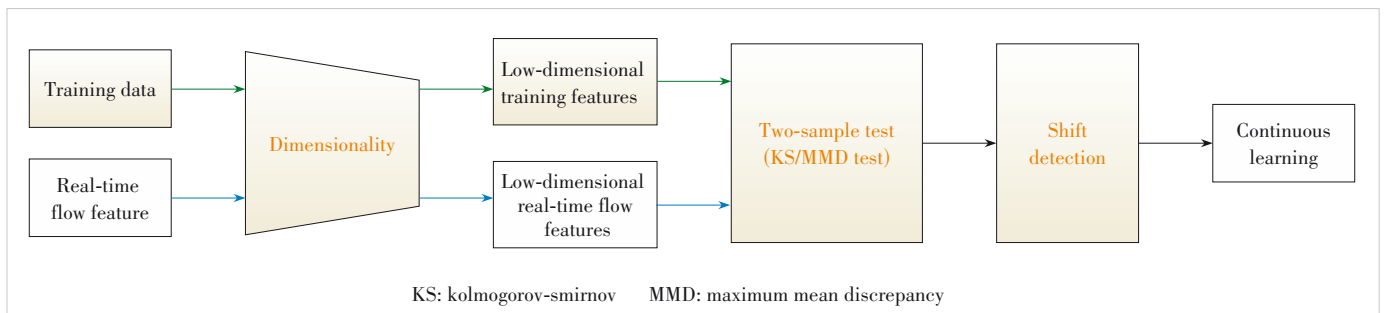 Training data
Real-time
flow feature
Dimensionality
Low-dimensional
training features
Low-dimensional
real-time flow
features
Two-sample test
(KS/MMD test)
Shift
detection
Continuous
learning
KS: kolmogorov-smirnov MMD: maximum mean discrepancy